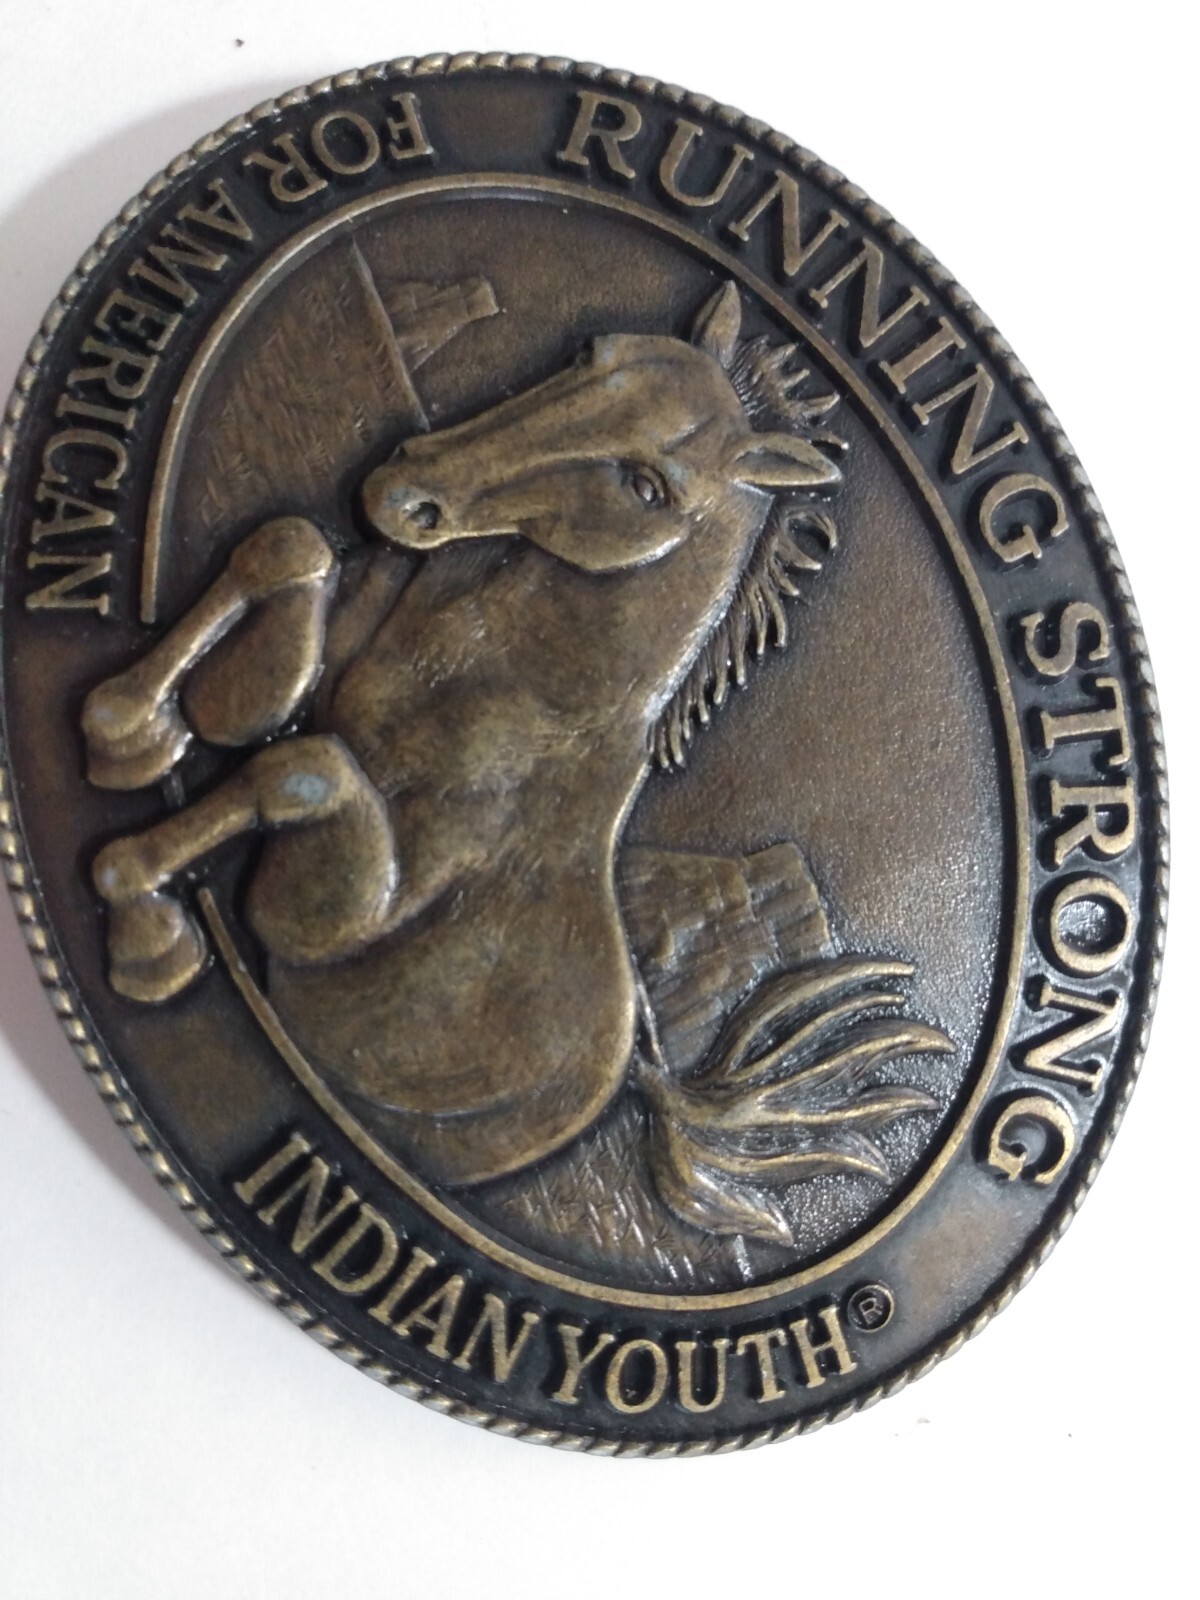 RUNNING STRONG
FOR AMERICAN
INDIAN YOUTH®